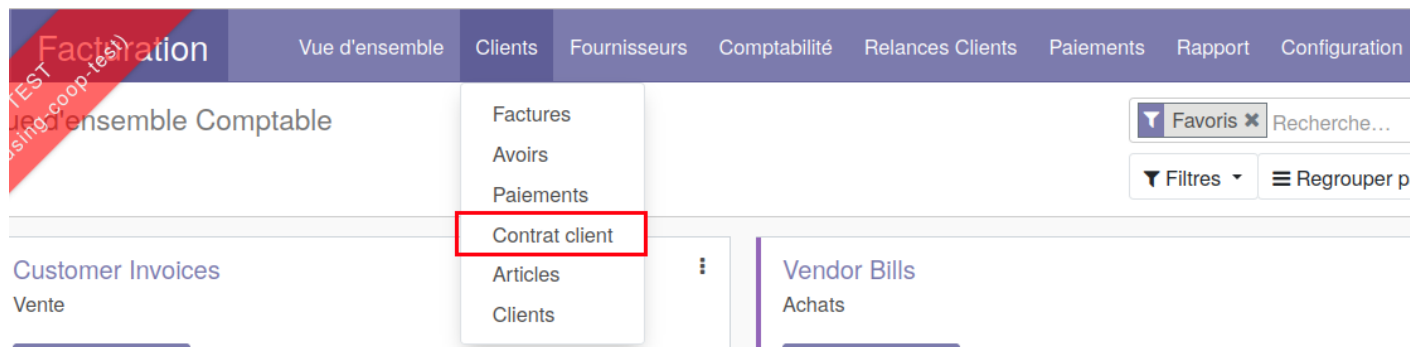 Facturation Vue d'ensemble Clients Fournisseurs Comptabilité Relances Clients Paiements Rapport Configuration
TEST
using-coop-test)
d'ensemble Comptable
Favoris Recherche...
Filtres Regrouper p
Factures
Avoirs
Paiements
Contrat client
Articles
Clients
Customer Invoices
Vente
Vendor Bills
Achats